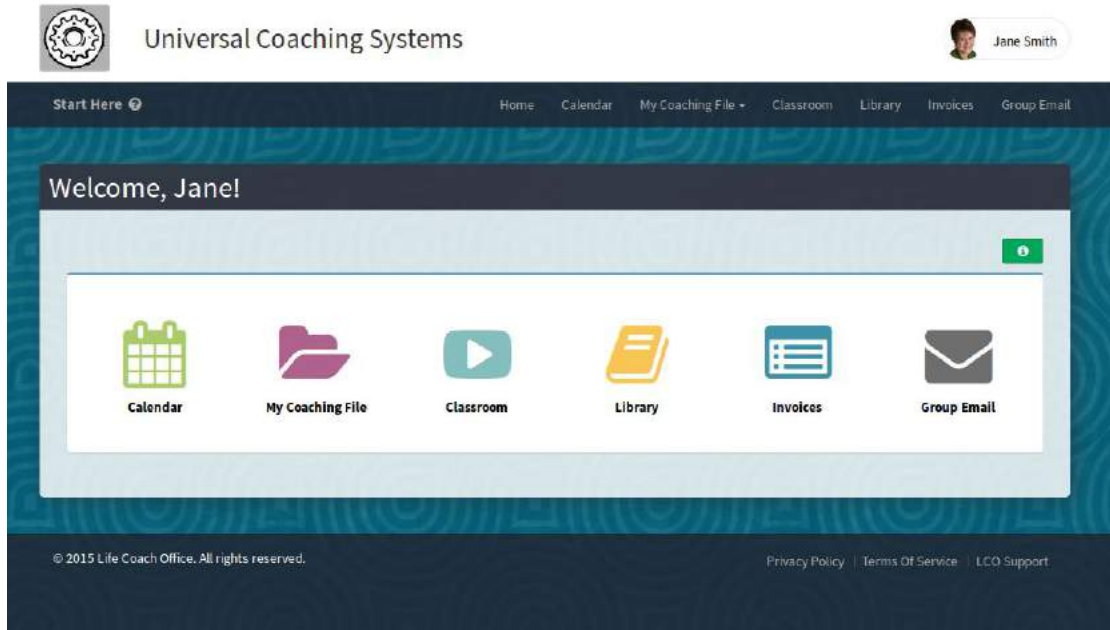 Universal Coaching Systems
Jane Smith
Start Here
Home Calendar My Coaching File Classroom Library Invoices Group Email
Welcome, Jane!
Calendar My Coaching File Classroom Library Invoices Group Email
© 2015 Life Coach Office. All rights reserved.
Privacy Policy | Terms Of Service | LCO Support